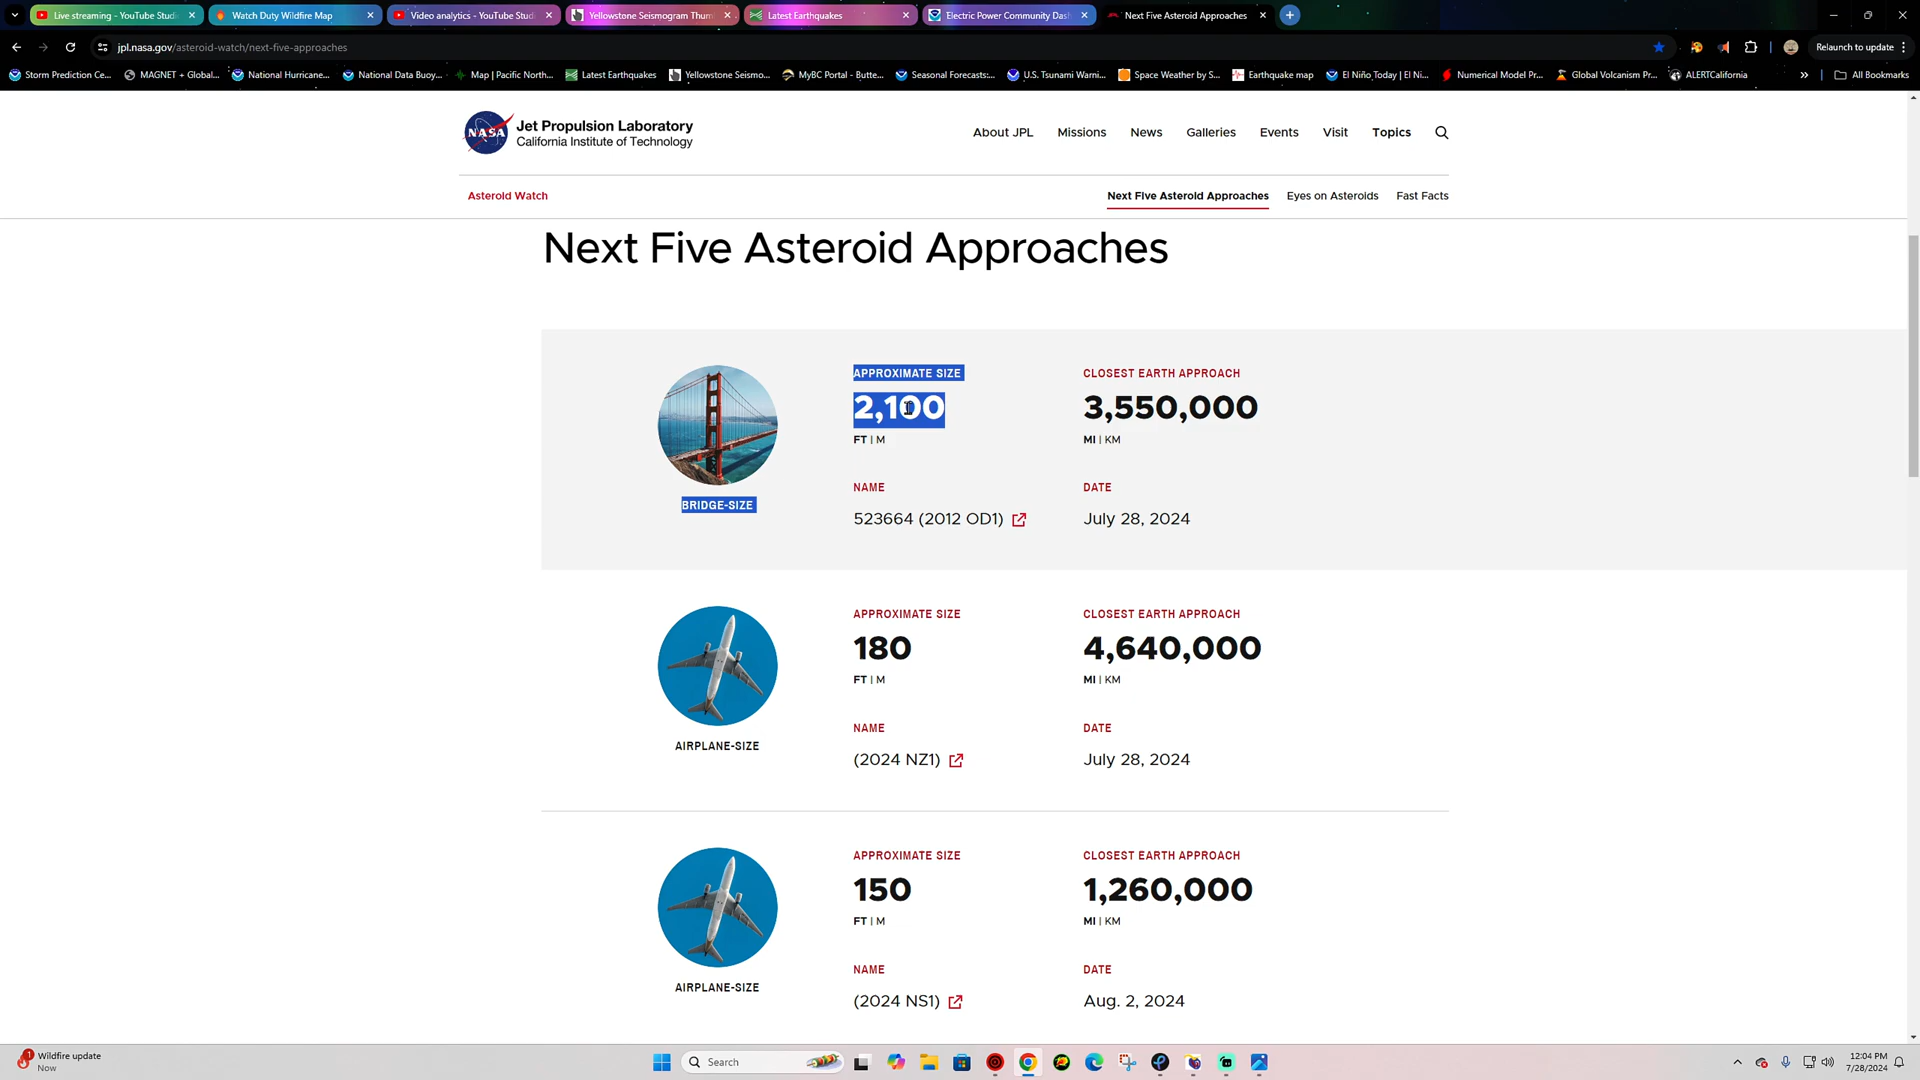 Live streaming - YouTube Studi
Watch Duty Wildfire Map
Video analytics - YouTube Studi
Yellowstone Seismogram Thum
Latest Earthquakes
Electric Power Community Das
Next Five Asteroid Approaches
jpl.nasa.gov/asteroid-watch/next-five-approaches
Relaunch to update
Storm Prediction Ce...
MAGNET + Global...
National Hurricane...
National Data Buoy...
Map | Pacific North...
Latest Earthquakes
Yellowstone Seismo...
MyBC Portal - Butte...
Seasonal Forecasts:...
U.S. Tsunami Warni...
Space Weather by S...
Earthquake map
El Niño Today | El Ni...
Numerical Model Pr...
Global Volcanism Pr...
ALERTCalifornia
All Bookmarks
NASA
Jet Propulsion Laboratory
California Institute of Technology
About JPL
Missions
News
Galleries
Events
Visit
Topics
Asteroid Watch
Next Five Asteroid Approaches
Eyes on Asteroids
Fast Facts
Next Five Asteroid Approaches
APPROXIMATE SIZE
2,100
FT | M
CLOSEST EARTH APPROACH
3,550,000
MI | KM
BRIDGE-SIZE
NAME
523664 (2012 OD1)
DATE
July 28, 2024
APPROXIMATE SIZE
180
FT | M
CLOSEST EARTH APPROACH
4,640,000
MI | KM
AIRPLANE-SIZE
NAME
(2024 NZ1)
DATE
July 28, 2024
APPROXIMATE SIZE
150
FT | M
CLOSEST EARTH APPROACH
1,260,000
MI | KM
AIRPLANE-SIZE
NAME
(2024 NS1)
DATE
Aug. 2, 2024
1
Wildfire update
Now
Search
12:04 PM
7/28/2024